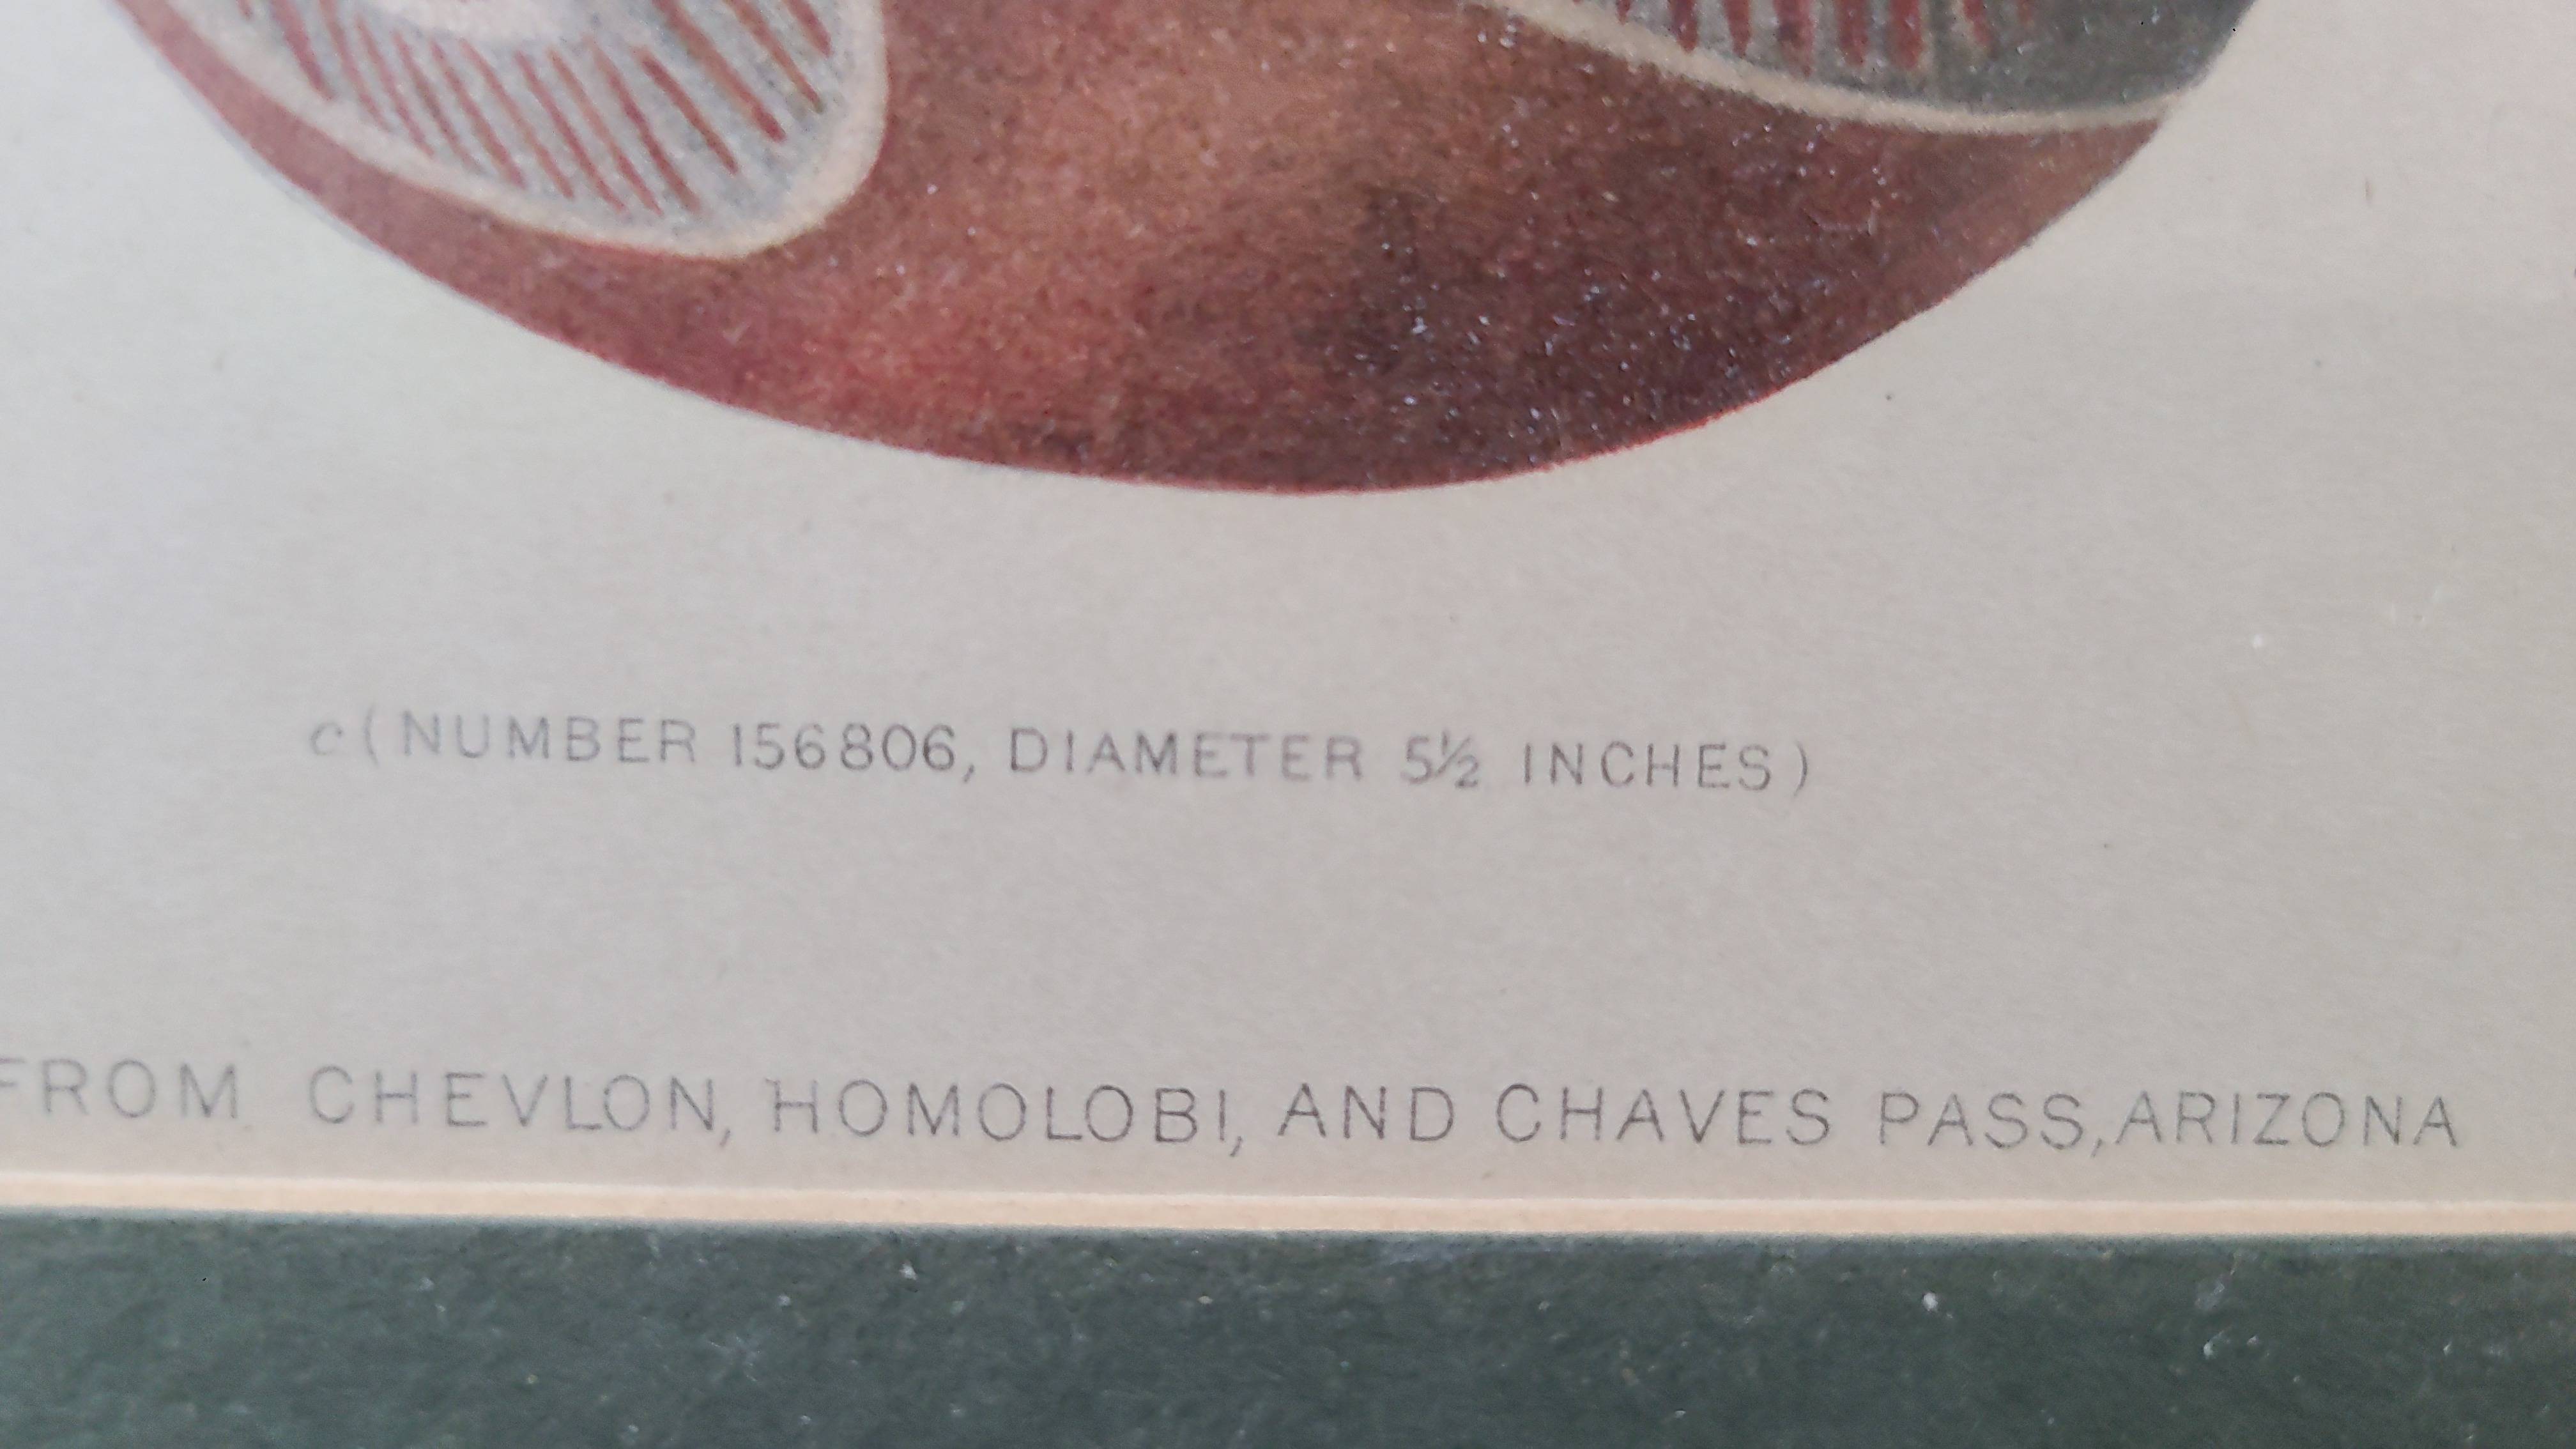 c (NUMBER 156806, DIAMETER 5½ INCHES)
FROM CHEVLON, HOMOLOBI, AND CHAVES PASS, ARIZONA